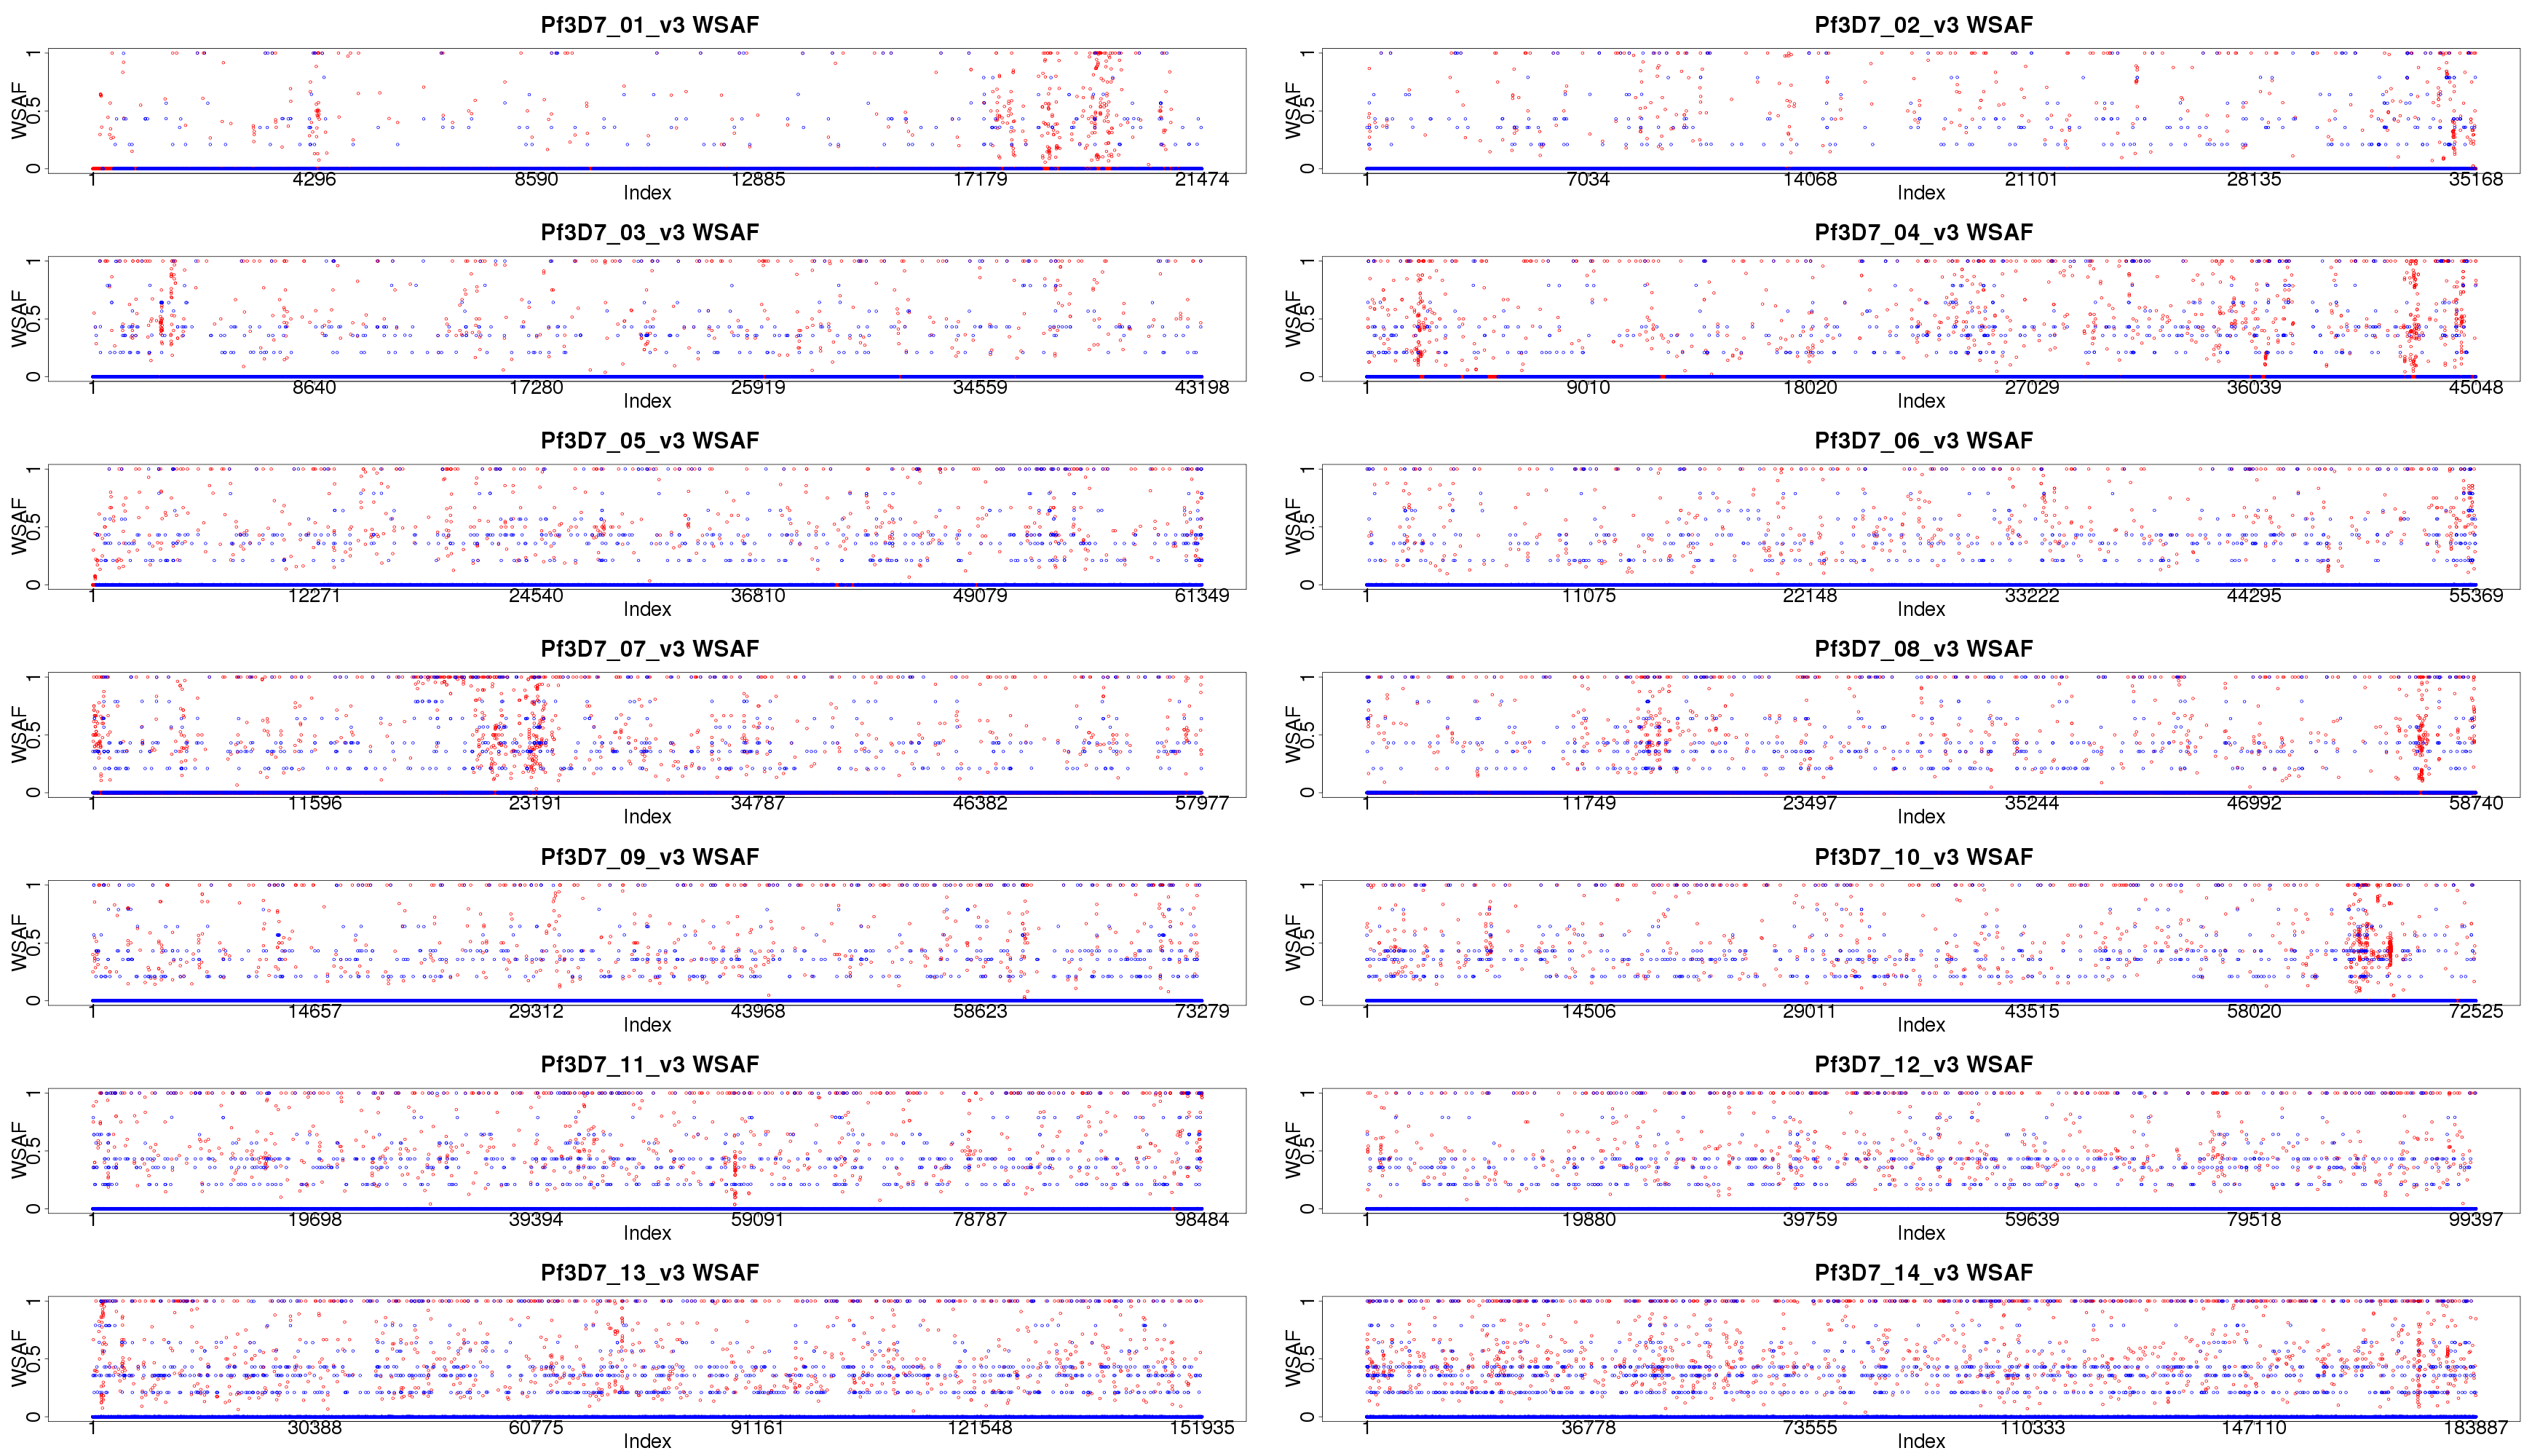 Pf3D7_01_v3 WSAF
WSAF
0 0.5 1
1 4296 8590 12885 17179 21474
Index
Pf3D7_02_v3 WSAF
WSAF
0 0.5 1
1 7034 14068 21101 28135 35168
Index
Pf3D7_03_v3 WSAF
WSAF
0 0.5 1
1 8640 17280 25919 34559 43198
Index
Pf3D7_04_v3 WSAF
WSAF
0 0.5 1
1 9010 18020 27029 36039 45048
Index
Pf3D7_05_v3 WSAF
WSAF
0 0.5 1
1 12271 24540 36810 49079 61349
Index
Pf3D7_06_v3 WSAF
WSAF
0 0.5 1
1 11075 22148 33222 44295 55369
Index
Pf3D7_07_v3 WSAF
WSAF
0 0.5 1
1 11596 23191 34787 46382 57977
Index
Pf3D7_08_v3 WSAF
WSAF
0 0.5 1
1 11749 23497 35244 46992 58740
Index
Pf3D7_09_v3 WSAF
WSAF
0 0.5 1
1 14657 29312 43968 58623 73279
Index
Pf3D7_10_v3 WSAF
WSAF
0 0.5 1
1 14506 29011 43515 58020 72525
Index
Pf3D7_11_v3 WSAF
WSAF
0 0.5 1
1 19698 39394 59091 78787 98484
Index
Pf3D7_12_v3 WSAF
WSAF
0 0.5 1
1 19880 39759 59639 79518 99397
Index
Pf3D7_13_v3 WSAF
WSAF
0 0.5 1
1 30388 60775 91161 121548 151935
Index
Pf3D7_14_v3 WSAF
WSAF
0 0.5 1
1 36778 73555 110333 147110 183887
Index